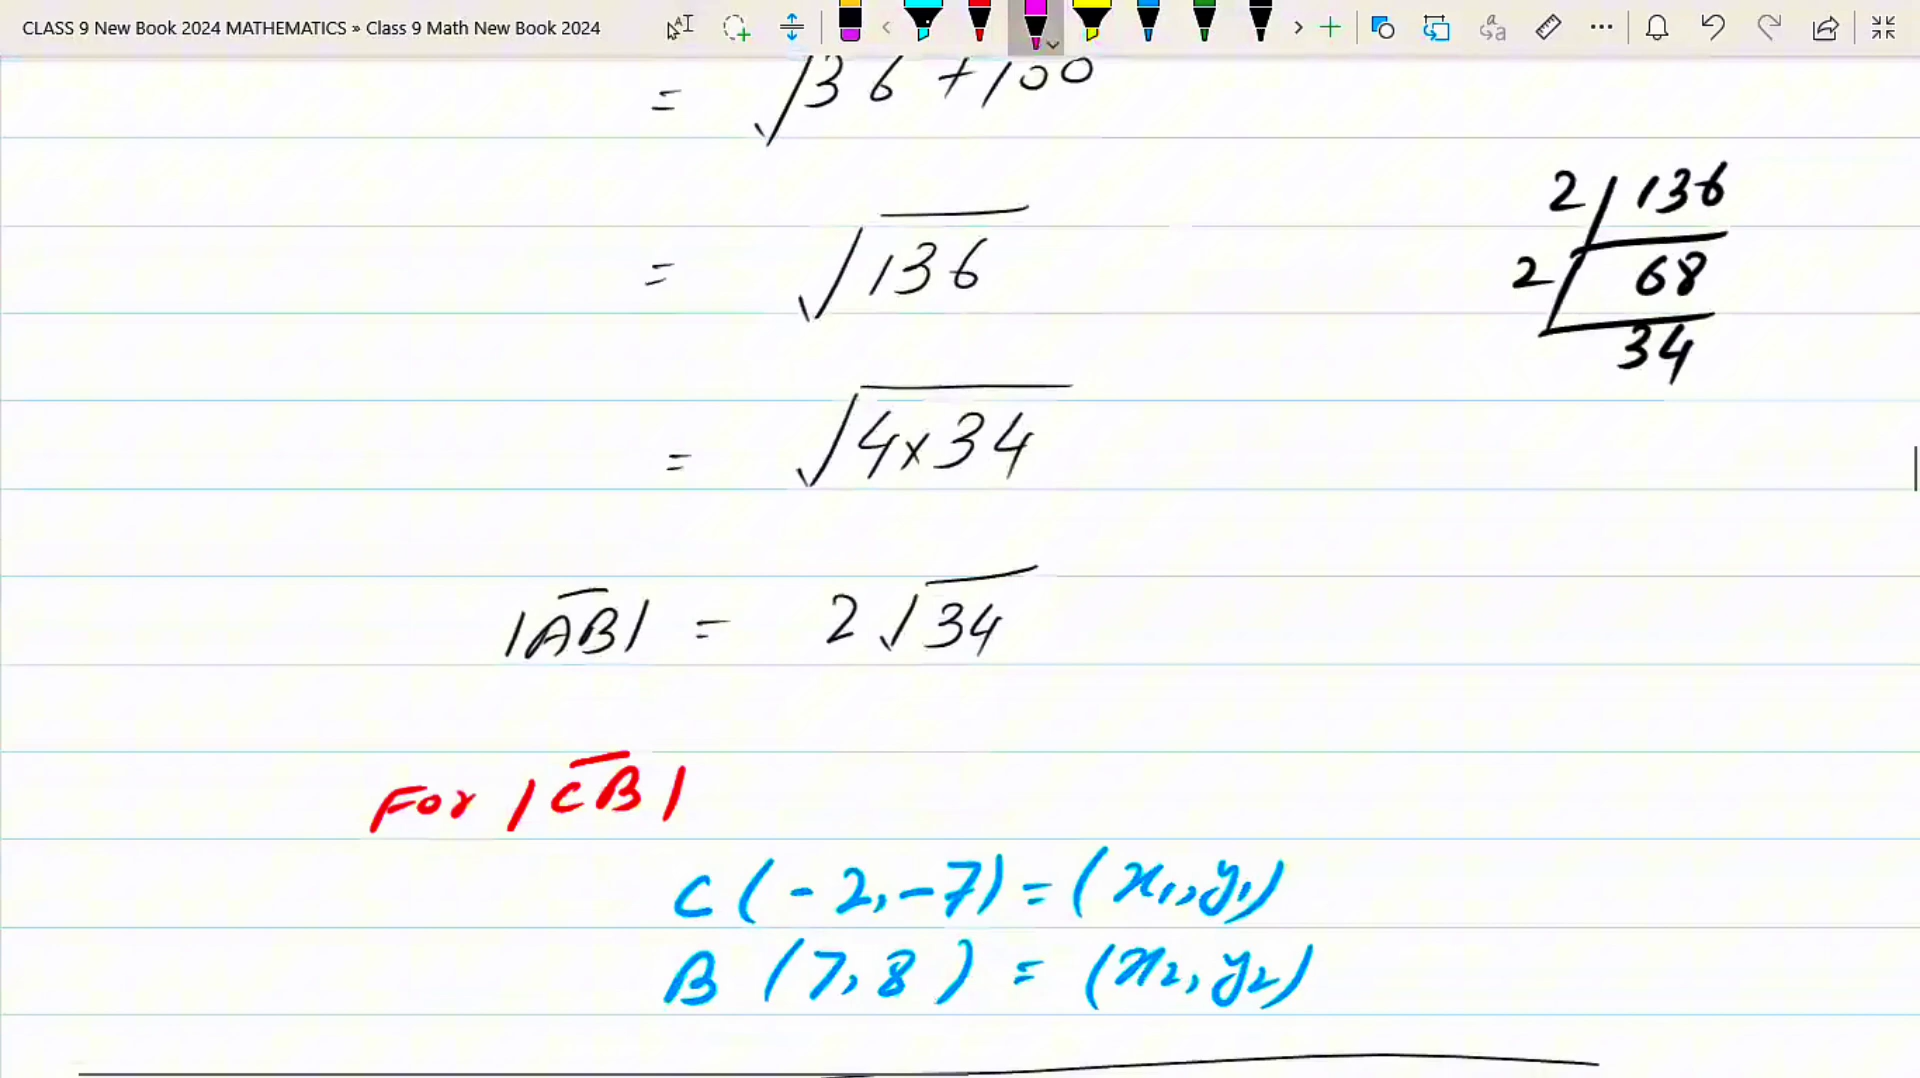 CLASS 9 New Book 2024 MATHEMATICS » Class 9 Math New Book 2024
= √36 + 100
= √136
2 | 136
2 | 68
34
= √4×34
|AB| = 2√34
For |CB|
C (-2, -7) = (x₁, y₁)
B (7, 8) = (x₂, y₂)